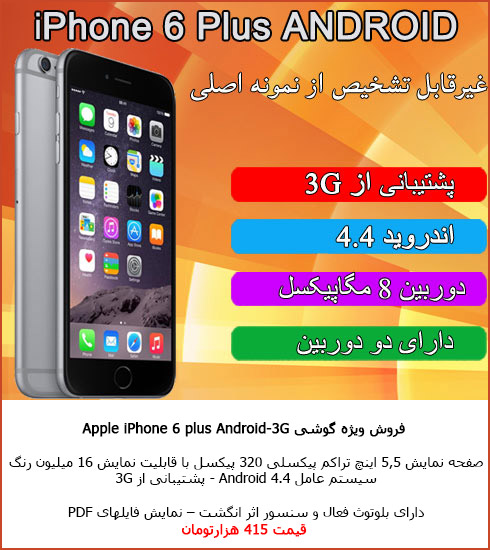 iPhone 6 Plus ANDROID
غیرقابل تشخیص از نمونه اصلی
پشتیبانی از 3G
اندروید 4.4
دوربین 8 مگاپیکسل
دارای دو دوربین
فروش ویژه گوشی Apple iPhone 6 plus Android-3G
صفحه نمایش 5,5 اینچ تراکم پیکسلی 320 پیکسل با قابلیت نمایش 16 میلیون رنگ
سیستم عامل Android 4.4 - پشتیبانی از 3G
دارای بلوتوث فعال و سنسور اثر انگشت – نمایش فایلهای PDF
قیمت 415 هزارتومان